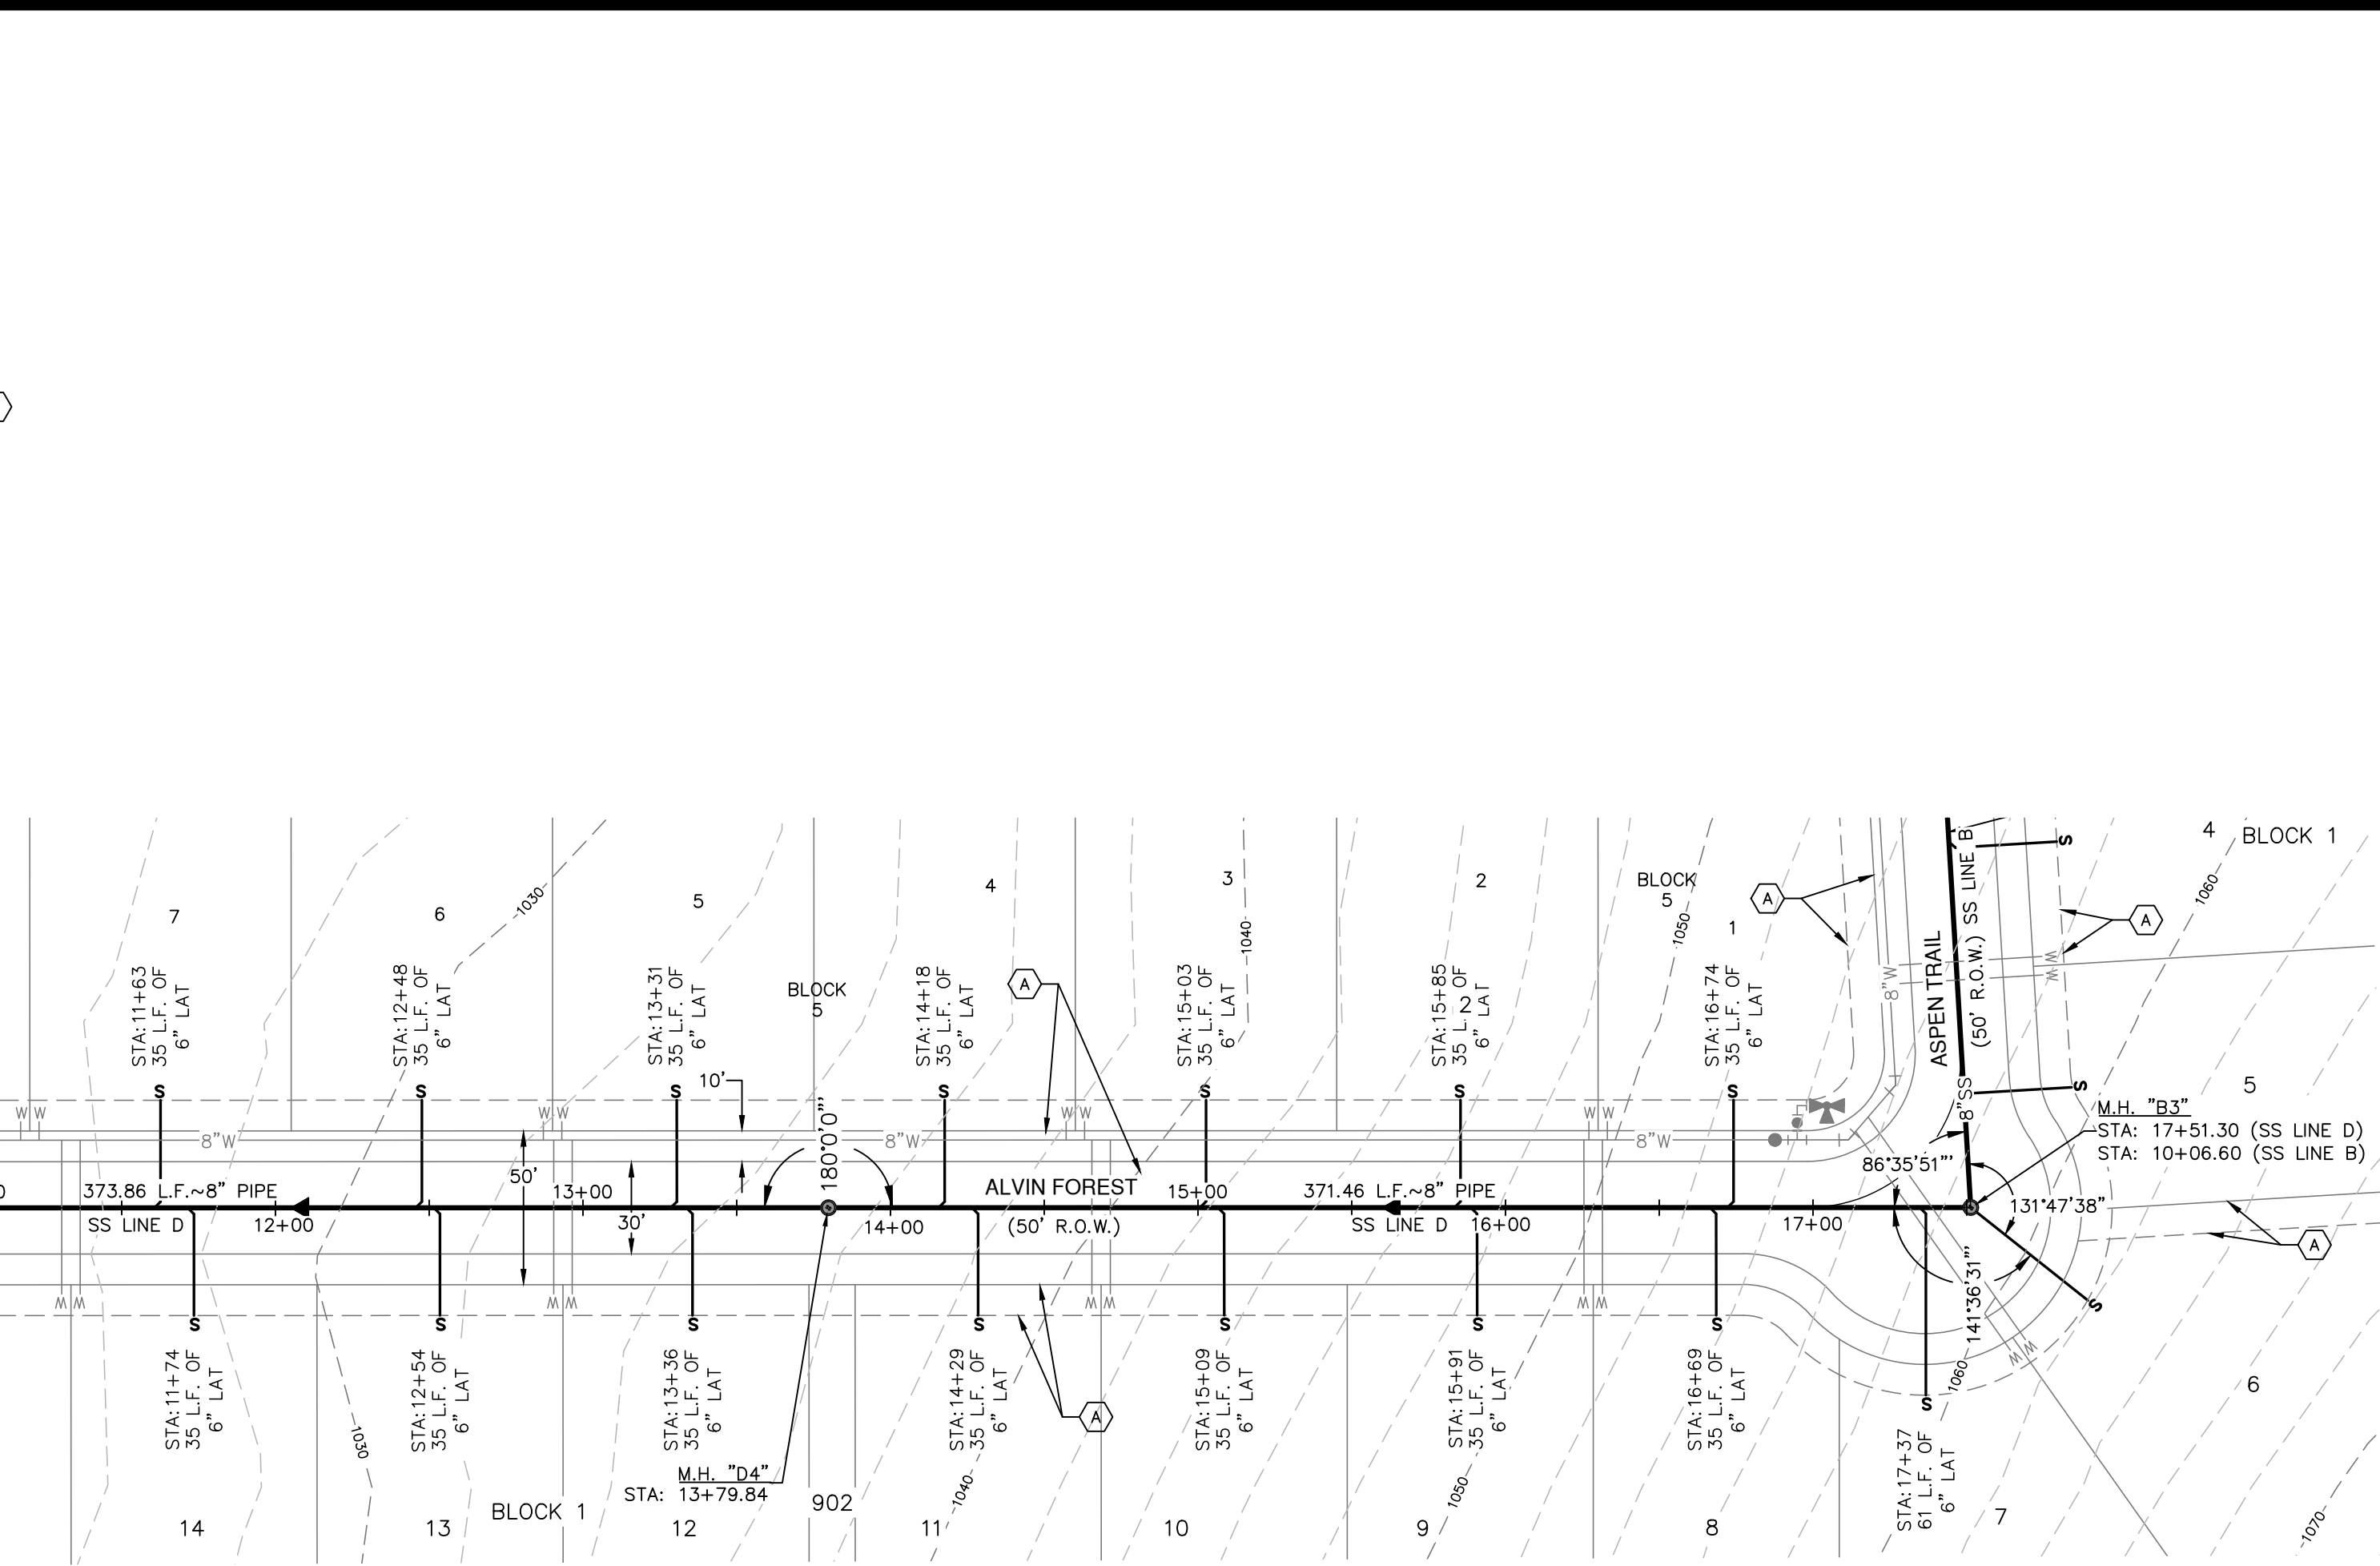 4
BLOCK 1
7
6
5
4
3
2
1
BLOCK
5
BLOCK
5
1030
1040
1050
1060
A
A
A
STA:11+63
35 L.F. OF
6" LAT
STA:12+48
35 L.F. OF
6" LAT
STA:13+31
35 L.F. OF
6" LAT
STA:14+18
35 L.F. OF
6" LAT
STA:15+03
35 L.F. OF
6" LAT
STA:15+85
35 L.F. OF
6" LAT
2
STA:16+74
35 L.F. OF
6" LAT
ASPEN TRAIL
(50' R.O.W.) SS LINE B
8"W
8"SS
S S S S S S S
S
S
W W
W W
W W
W W
W
W
10'
8"W
8"W
8"W
180°0'0"'
50'
30'
5
M.H. "B3"
STA: 17+51.30 (SS LINE D)
STA: 10+06.60 (SS LINE B)
86°35'51"'
131°47'38"
141°36'31"'
0
373.86 L.F.~8" PIPE
SS LINE D
12+00
13+00
14+00
ALVIN FOREST
(50' R.O.W.)
15+00
371.46 L.F.~8" PIPE
SS LINE D
16+00
17+00
A
W W
W W
W W
W W
W W
S S S S S S S
S
S
STA:11+74
35 L.F. OF
6" LAT
STA:12+54
35 L.F. OF
6" LAT
STA:13+36
35 L.F. OF
6" LAT
STA:14+29
35 L.F. OF
6" LAT
STA:15+09
35 L.F. OF
6" LAT
STA:15+91
35 L.F. OF
6" LAT
STA:16+69
35 L.F. OF
6" LAT
STA:17+37
61 L.F. OF
6" LAT
A
1030
1040
1050
1060
1070
6
M.H. "D4"
STA: 13+79.84
BLOCK 1
902
14
13
12
11
10
9
8
7